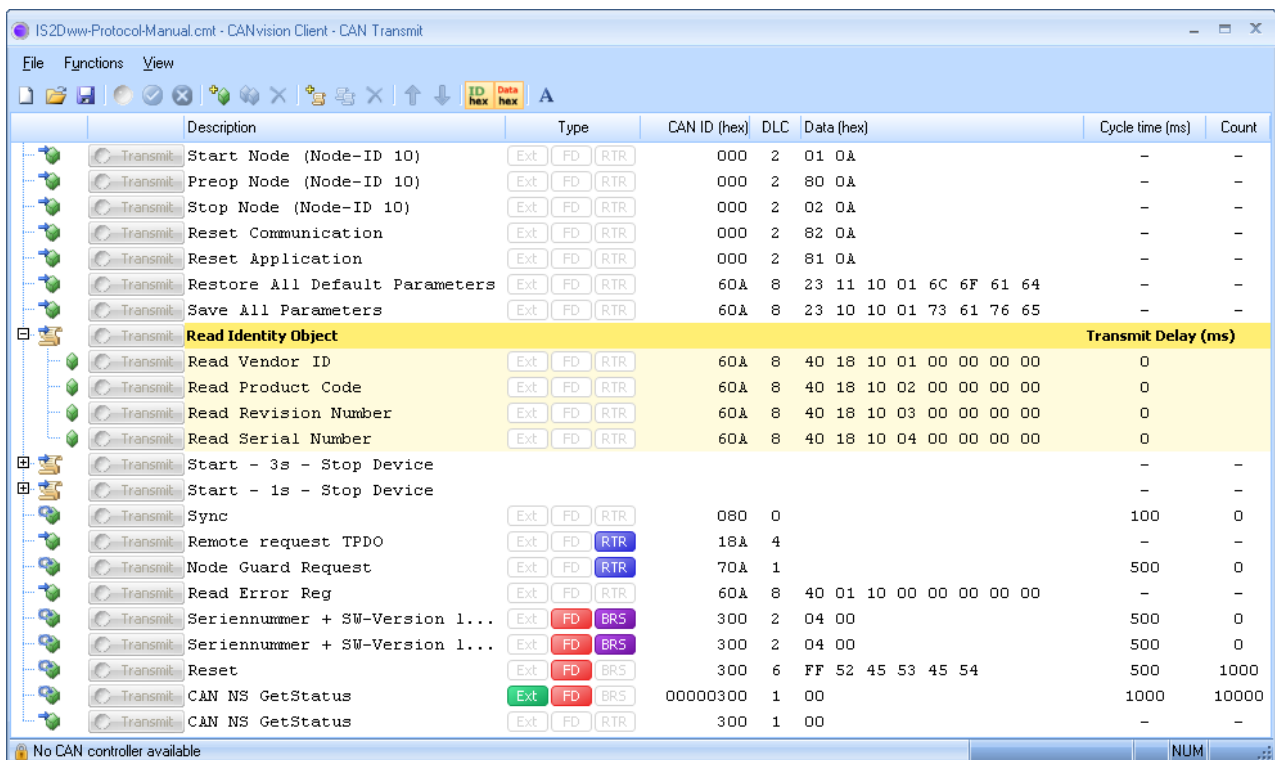 IS2Dww-Protocol-Manual.cmt - CANvision Client - CAN Transmit
File Functions View
ID hex Data hex A
Description Type CAN ID (hex) DLC Data (hex) Cycle time (ms) Count
Transmit Start Node (Node-ID 10) Ext FD RTR 000 2 01 0A – –
Transmit Preop Node (Node-ID 10) Ext FD RTR 000 2 80 0A – –
Transmit Stop Node (Node-ID 10) Ext FD RTR 000 2 02 0A – –
Transmit Reset Communication Ext FD RTR 000 2 82 0A – –
Transmit Reset Application Ext FD RTR 000 2 81 0A – –
Transmit Restore All Default Parameters Ext FD RTR 60A 8 23 11 10 01 6C 6F 61 64 – –
Transmit Save All Parameters Ext FD RTR 60A 8 23 10 10 01 73 61 76 65 – –
Transmit Read Identity Object Transmit Delay (ms)
Transmit Read Vendor ID Ext FD RTR 60A 8 40 18 10 01 00 00 00 00 0
Transmit Read Product Code Ext FD RTR 60A 8 40 18 10 02 00 00 00 00 0
Transmit Read Revision Number Ext FD RTR 60A 8 40 18 10 03 00 00 00 00 0
Transmit Read Serial Number Ext FD RTR 60A 8 40 18 10 04 00 00 00 00 0
Transmit Start - 3s - Stop Device – –
Transmit Start - 1s - Stop Device – –
Transmit Sync Ext FD RTR 080 0 100 0
Transmit Remote request TPDO Ext FD RTR 18A 4 – –
Transmit Node Guard Request Ext FD RTR 70A 1 500 0
Transmit Read Error Reg Ext FD RTR 60A 8 40 01 10 00 00 00 00 00 – –
Transmit Seriennummer + SW-Version 1... Ext FD BRS 300 2 04 00 500 0
Transmit Seriennummer + SW-Version 1... Ext FD BRS 300 2 04 00 500 0
Transmit Reset Ext FD BRS 300 6 FF 52 45 53 45 54 500 1000
Transmit CAN NS GetStatus Ext FD BRS 00000300 1 00 1000 10000
Transmit CAN NS GetStatus Ext FD RTR 300 1 00 – –
No CAN controller available NUM